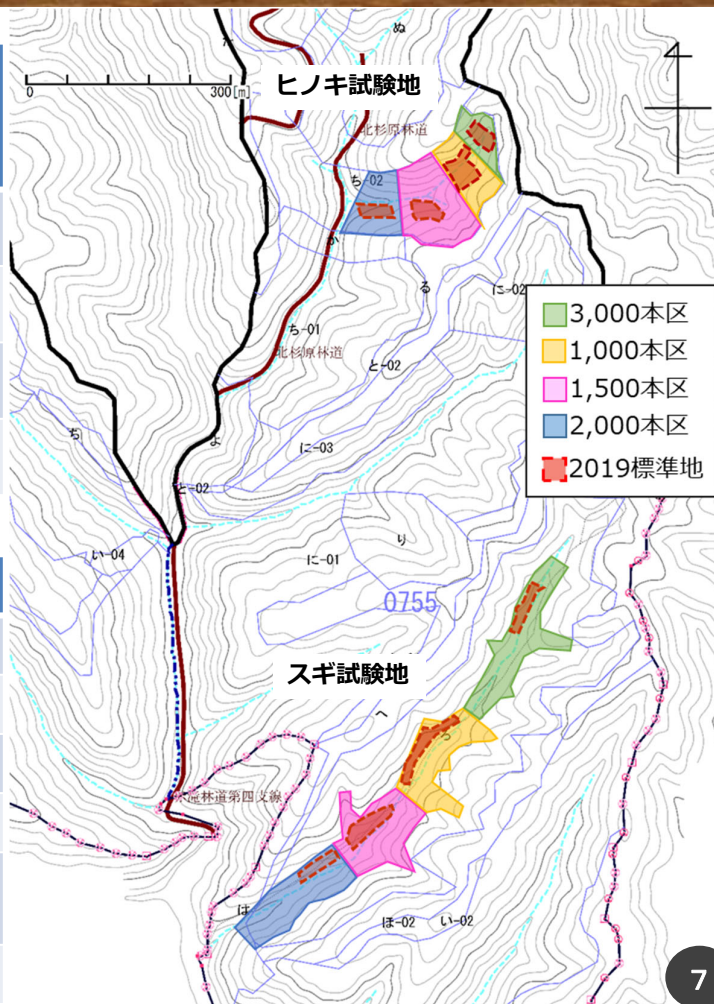 た
ぬ
0 300[m]
ヒノキ試験地
北杉原林道
ち-02
か
る
に-02
3,000本区
1,000本区
1,500本区
2,000本区
2019標準地
ち-01
北杉原林道
と-02
ち
よ
に-03
と-02
い-04
に-01
り
0755
スギ試験地
へ
林道第四支線
は
ほ-02
い-02
7